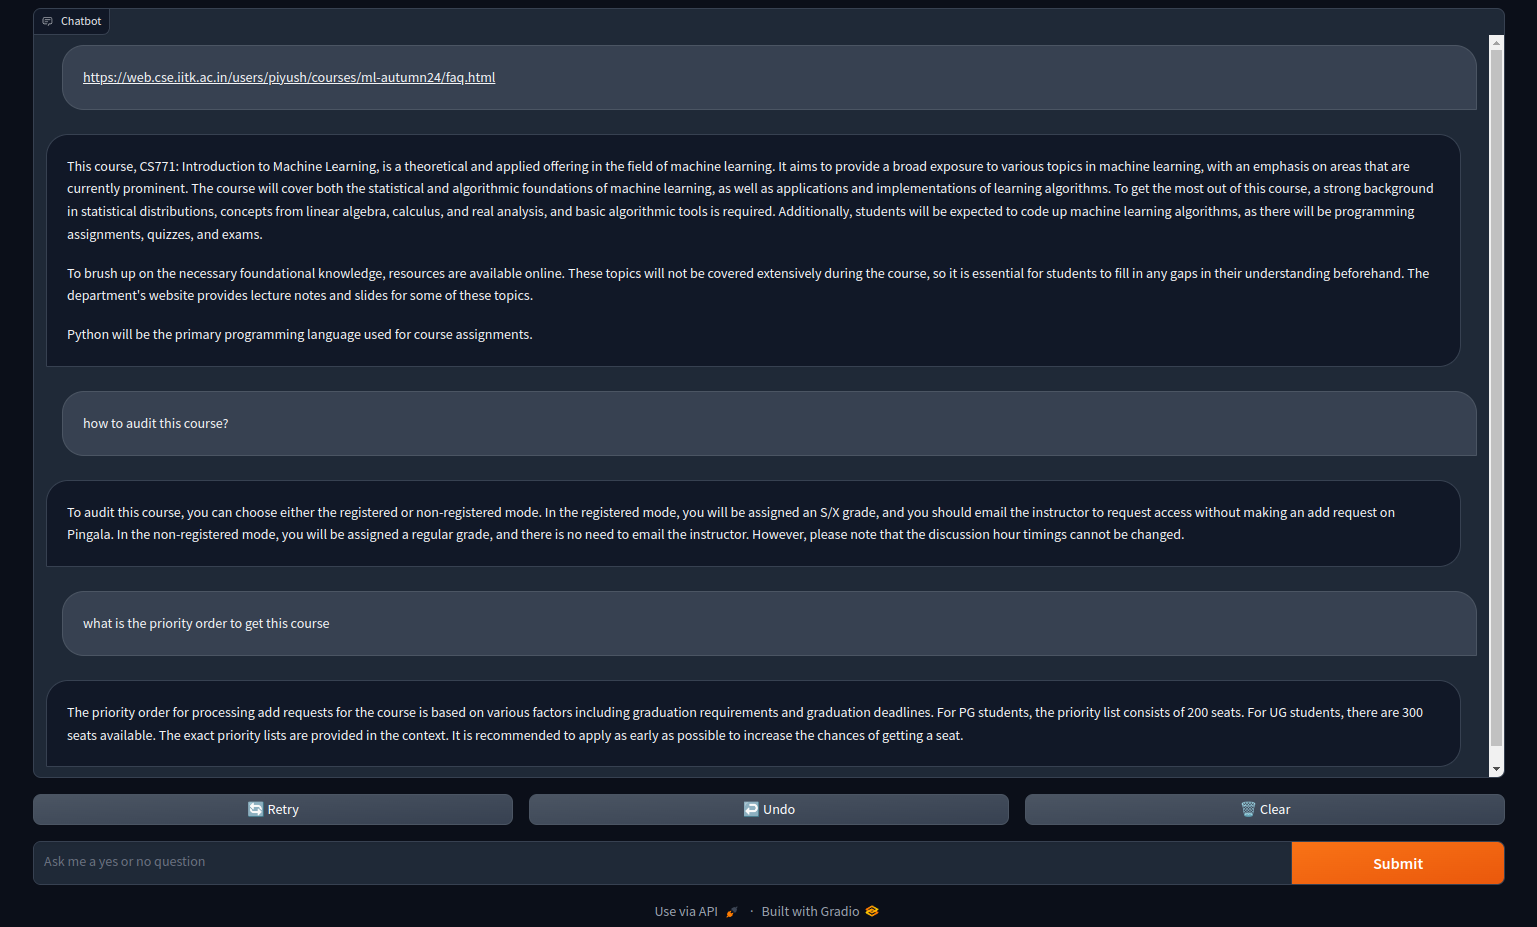 Chatbot
https://web.cse.iitk.ac.in/users/piyush/courses/ml-autumn24/faq.html
This course, CS771: Introduction to Machine Learning, is a theoretical and applied offering in the field of machine learning. It aims to provide a broad exposure to various topics in machine learning, with an emphasis on areas that are
currently prominent. The course will cover both the statistical and algorithmic foundations of machine learning, as well as applications and implementations of learning algorithms. To get the most out of this course, a strong background
in statistical distributions, concepts from linear algebra, calculus, and real analysis, and basic algorithmic tools is required. Additionally, students will be expected to code up machine learning algorithms, as there will be programming
assignments, quizzes, and exams.
To brush up on the necessary foundational knowledge, resources are available online. These topics will not be covered extensively during the course, so it is essential for students to fill in any gaps in their understanding beforehand. The
department's website provides lecture notes and slides for some of these topics.
Python will be the primary programming language used for course assignments.
how to audit this course?
To audit this course, you can choose either the registered or non-registered mode. In the registered mode, you will be assigned an S/X grade, and you should email the instructor to request access without making an add request on
Pingala. In the non-registered mode, you will be assigned a regular grade, and there is no need to email the instructor. However, please note that the discussion hour timings cannot be changed.
what is the priority order to get this course
The priority order for processing add requests for the course is based on various factors including graduation requirements and graduation deadlines. For PG students, the priority list consists of 200 seats. For UG students, there are 300
seats available. The exact priority lists are provided in the context. It is recommended to apply as early as possible to increase the chances of getting a seat.
Retry Undo Clear
Ask me a yes or no question Submit
Use via API · Built with Gradio